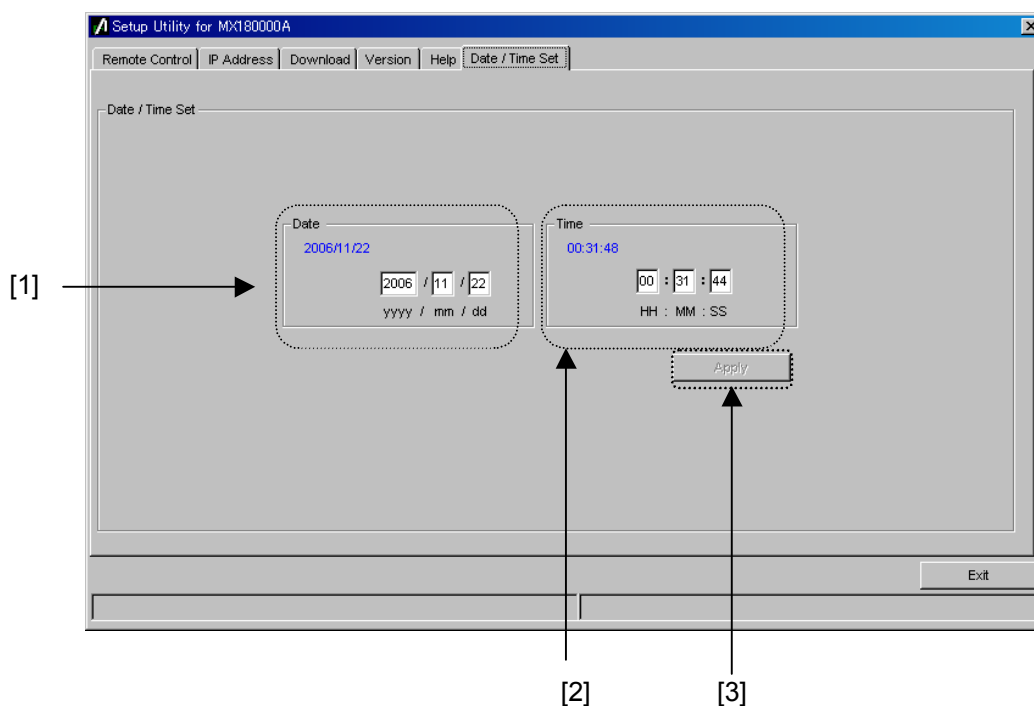 Setup Utility for MX180000A
Remote Control IP Address Download Version Help Date / Time Set
Date / Time Set
Date Time
2006/11/22 00:31:48
[1] 2006 / 11 / 22 00 : 31 : 44
yyyy / mm / dd HH : MM : SS
Apply
Exit
[2] [3]